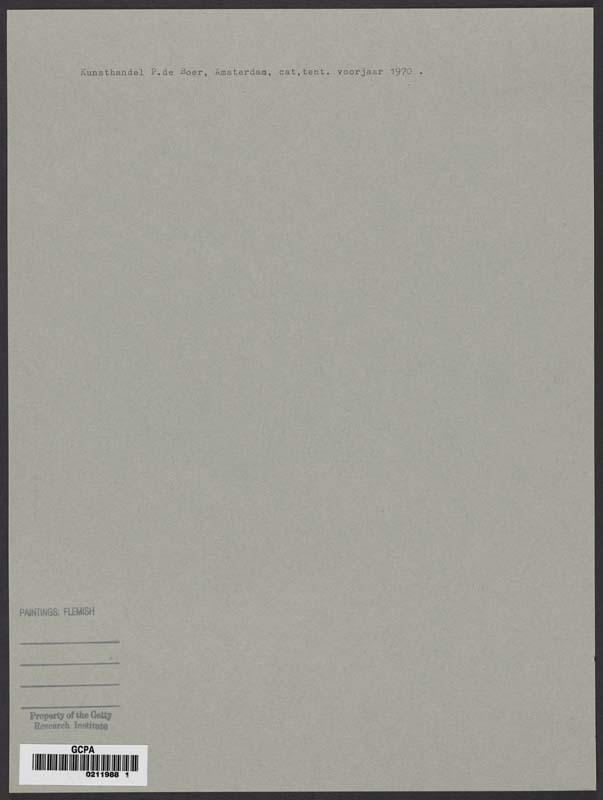 Kunsthandel P.de Boer, Amsterdam, cat,tent. voorjaar 1970 .
PAINTINGS: FLEMISH
Property of the Getty
Research Institute
GCPA
0211988 1